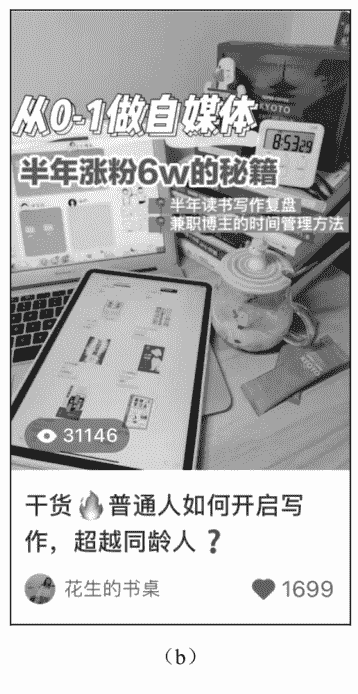 从0-1做自媒体
KYOTO
8:53 29
半年涨粉6w的秘籍
半年读书写作复盘
兼职博主的时间管理方法
31146
干货🔥普通人如何开启写
作，超越同龄人❓
花生的书桌
1699
（b）